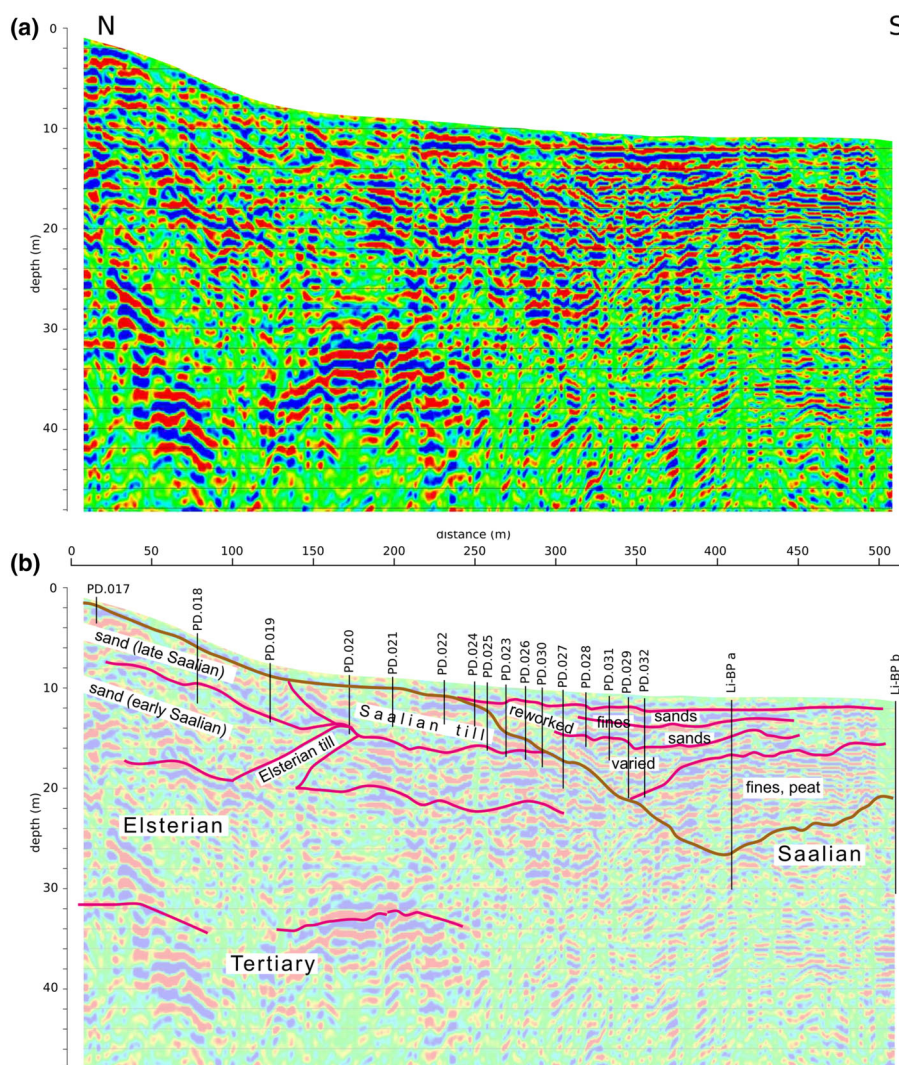 (a)
N
S
0
10
20
30
40
depth (m)
distance (m)
(b)
0 50 100 150 200 250 300 350 400 450 500
0
10
20
30
40
depth (m)
PD.017
PD.018
PD.019
PD.020
PD.021
PD.022
PD.024
PD.025
PD.023
PD.026
PD.030
PD.027
PD.028
PD.031
PD.029
PD.032
Li-BP a
Li-BP b
sand (late Saalian)
sand (early Saalian)
Elsterian till
Saalian till
reworked
fines
sands
sands
varied
fines, peat
Elsterian
Saalian
Tertiary